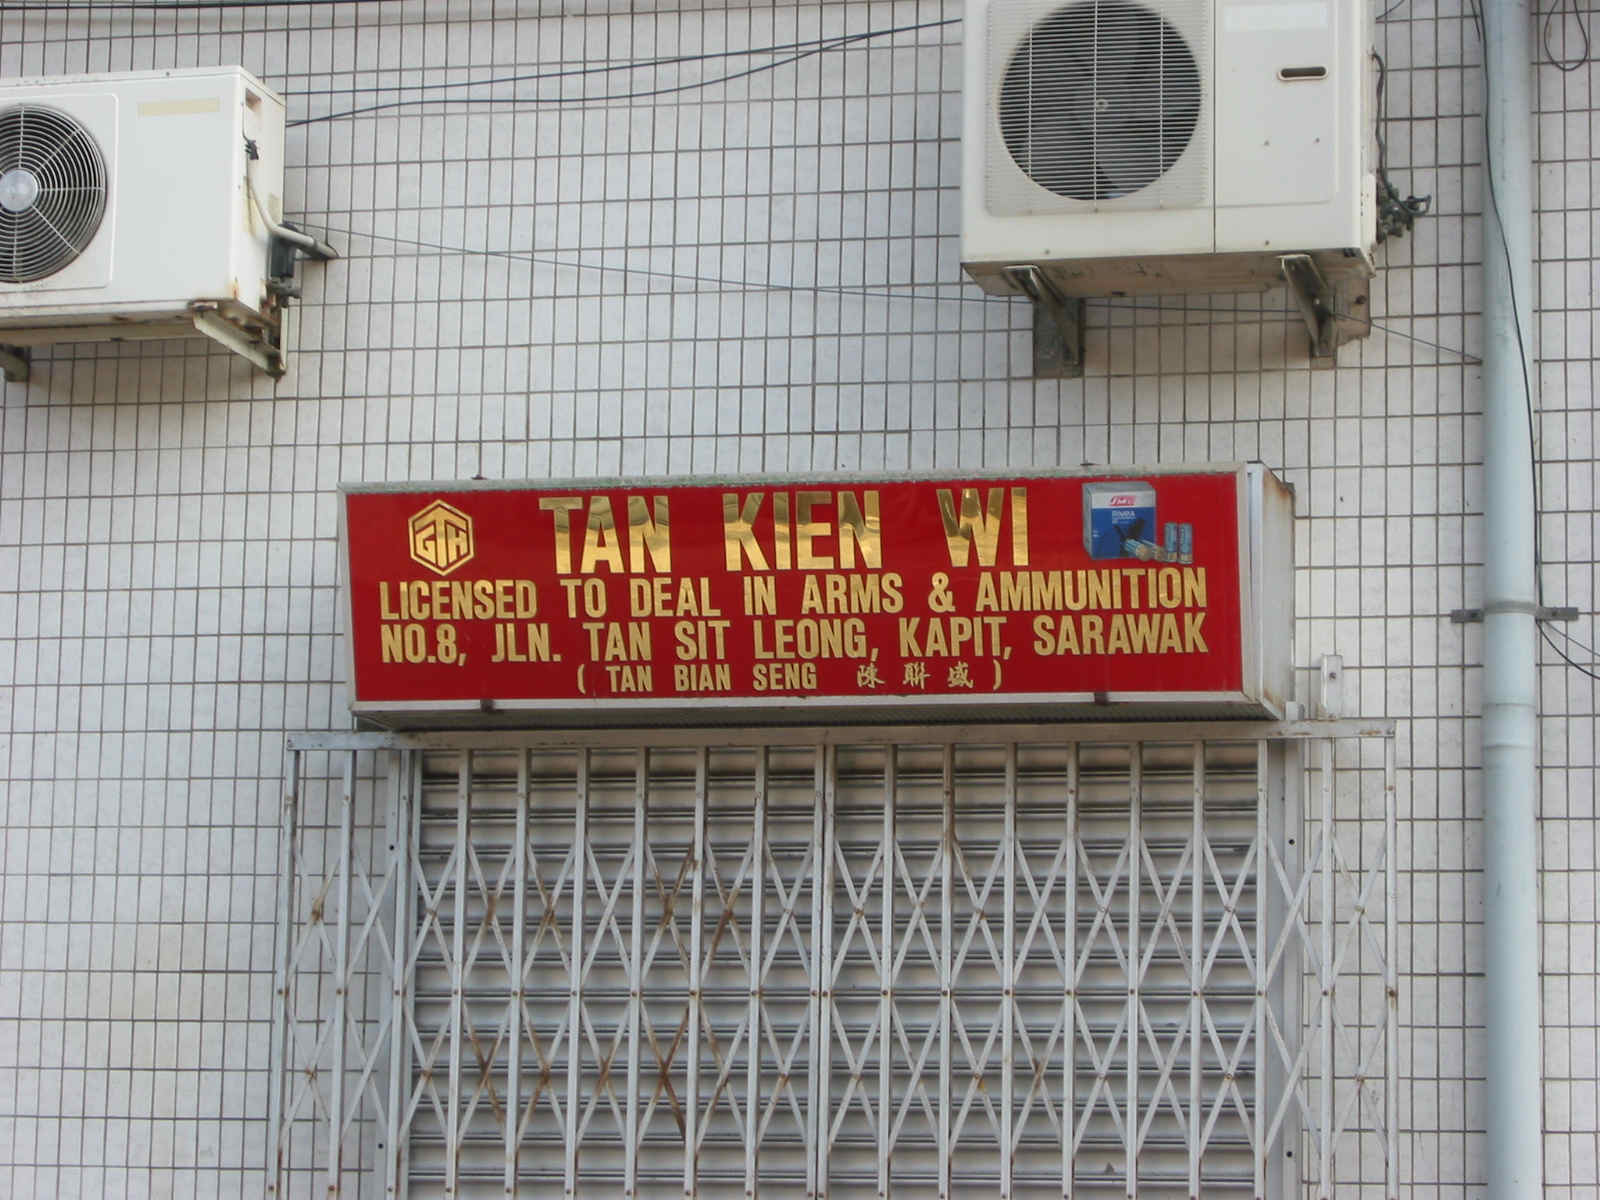 GTH
TAN KIEN WI
LICENSED TO DEAL IN ARMS & AMMUNITION
NO.8, JLN. TAN SIT LEONG, KAPIT, SARAWAK
( TAN BIAN SENG 陳 聯 盛 )